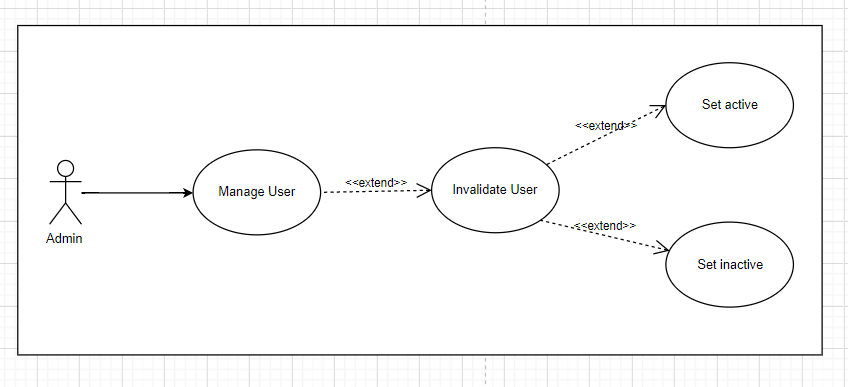 Admin
Manage User
<<extend>>
Invalidate User
<<extend>>
Set active
<<extend>>
Set inactive